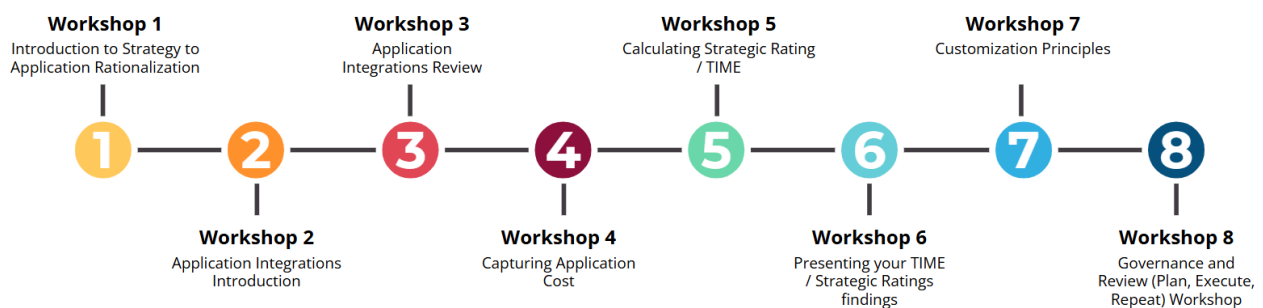 Workshop 1
Introduction to Strategy to
Application Rationalization
Workshop 3
Application
Integrations Review
Workshop 5
Calculating Strategic Rating
/ TIME
Workshop 7
Customization Principles
1
2
3
4
5
6
7
8
Workshop 2
Application Integrations
Introduction
Workshop 4
Capturing Application
Cost
Workshop 6
Presenting your TIME
/ Strategic Ratings
findings
Workshop 8
Governance and
Review (Plan, Execute,
Repeat) Workshop